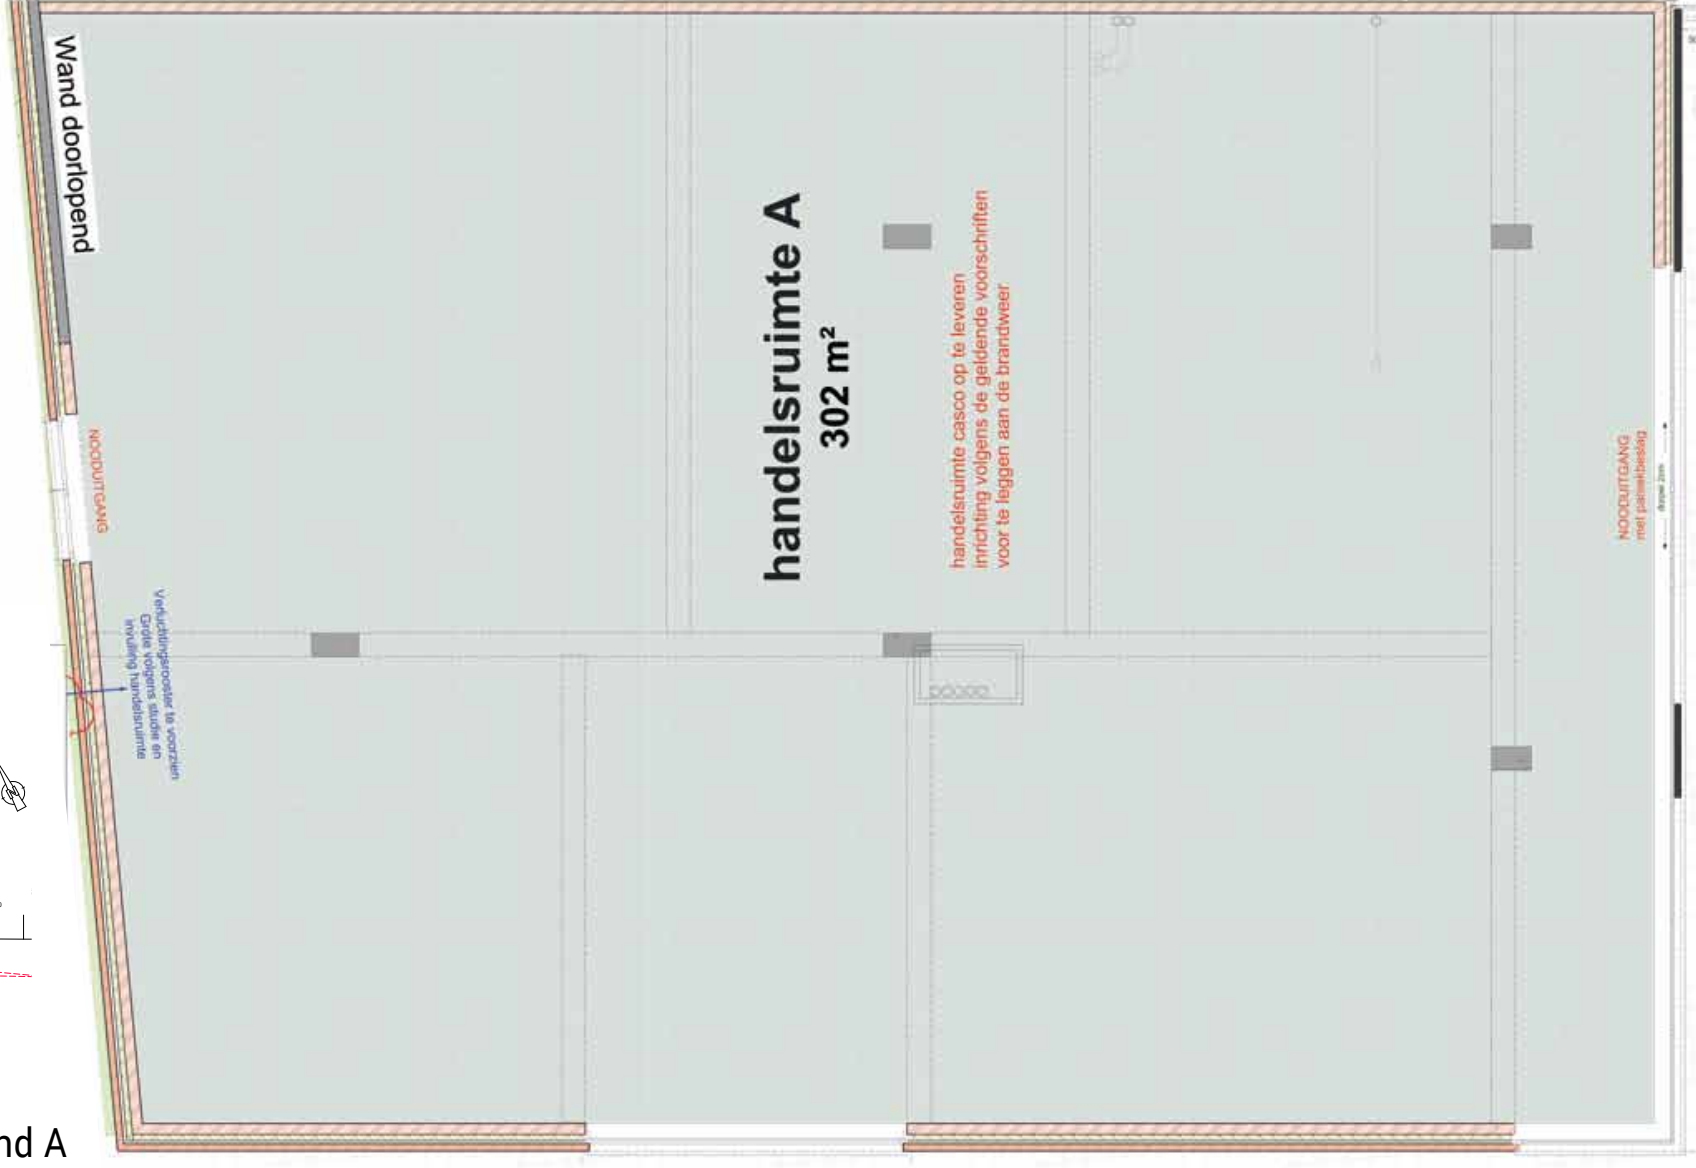 Wand doorlopend
handelsruimte A
302 m²
handelsruimte casco op te leveren
inrichting volgens de geldende voorschriften
voor te leggen aan de brandweer
NOODUITGANG
NOODUITGANG
met paniekbeslag
Verluchtingsrooster te voorzien
Grote volgens studie en
invulling handelsruimte
nd A